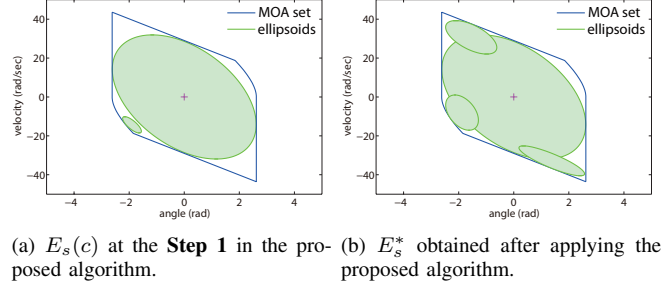 MOA set
ellipsoids
40
20
0
−20
−40
velocity (rad/sec)
−4
−2
0
2
4
angle (rad)
MOA set
ellipsoids
40
20
0
−20
−40
velocity (rad/sec)
−4
−2
0
2
4
angle (rad)
(a) E_s(c) at the Step 1 in the pro-
posed algorithm.
(b) E_s^* obtained after applying the
proposed algorithm.